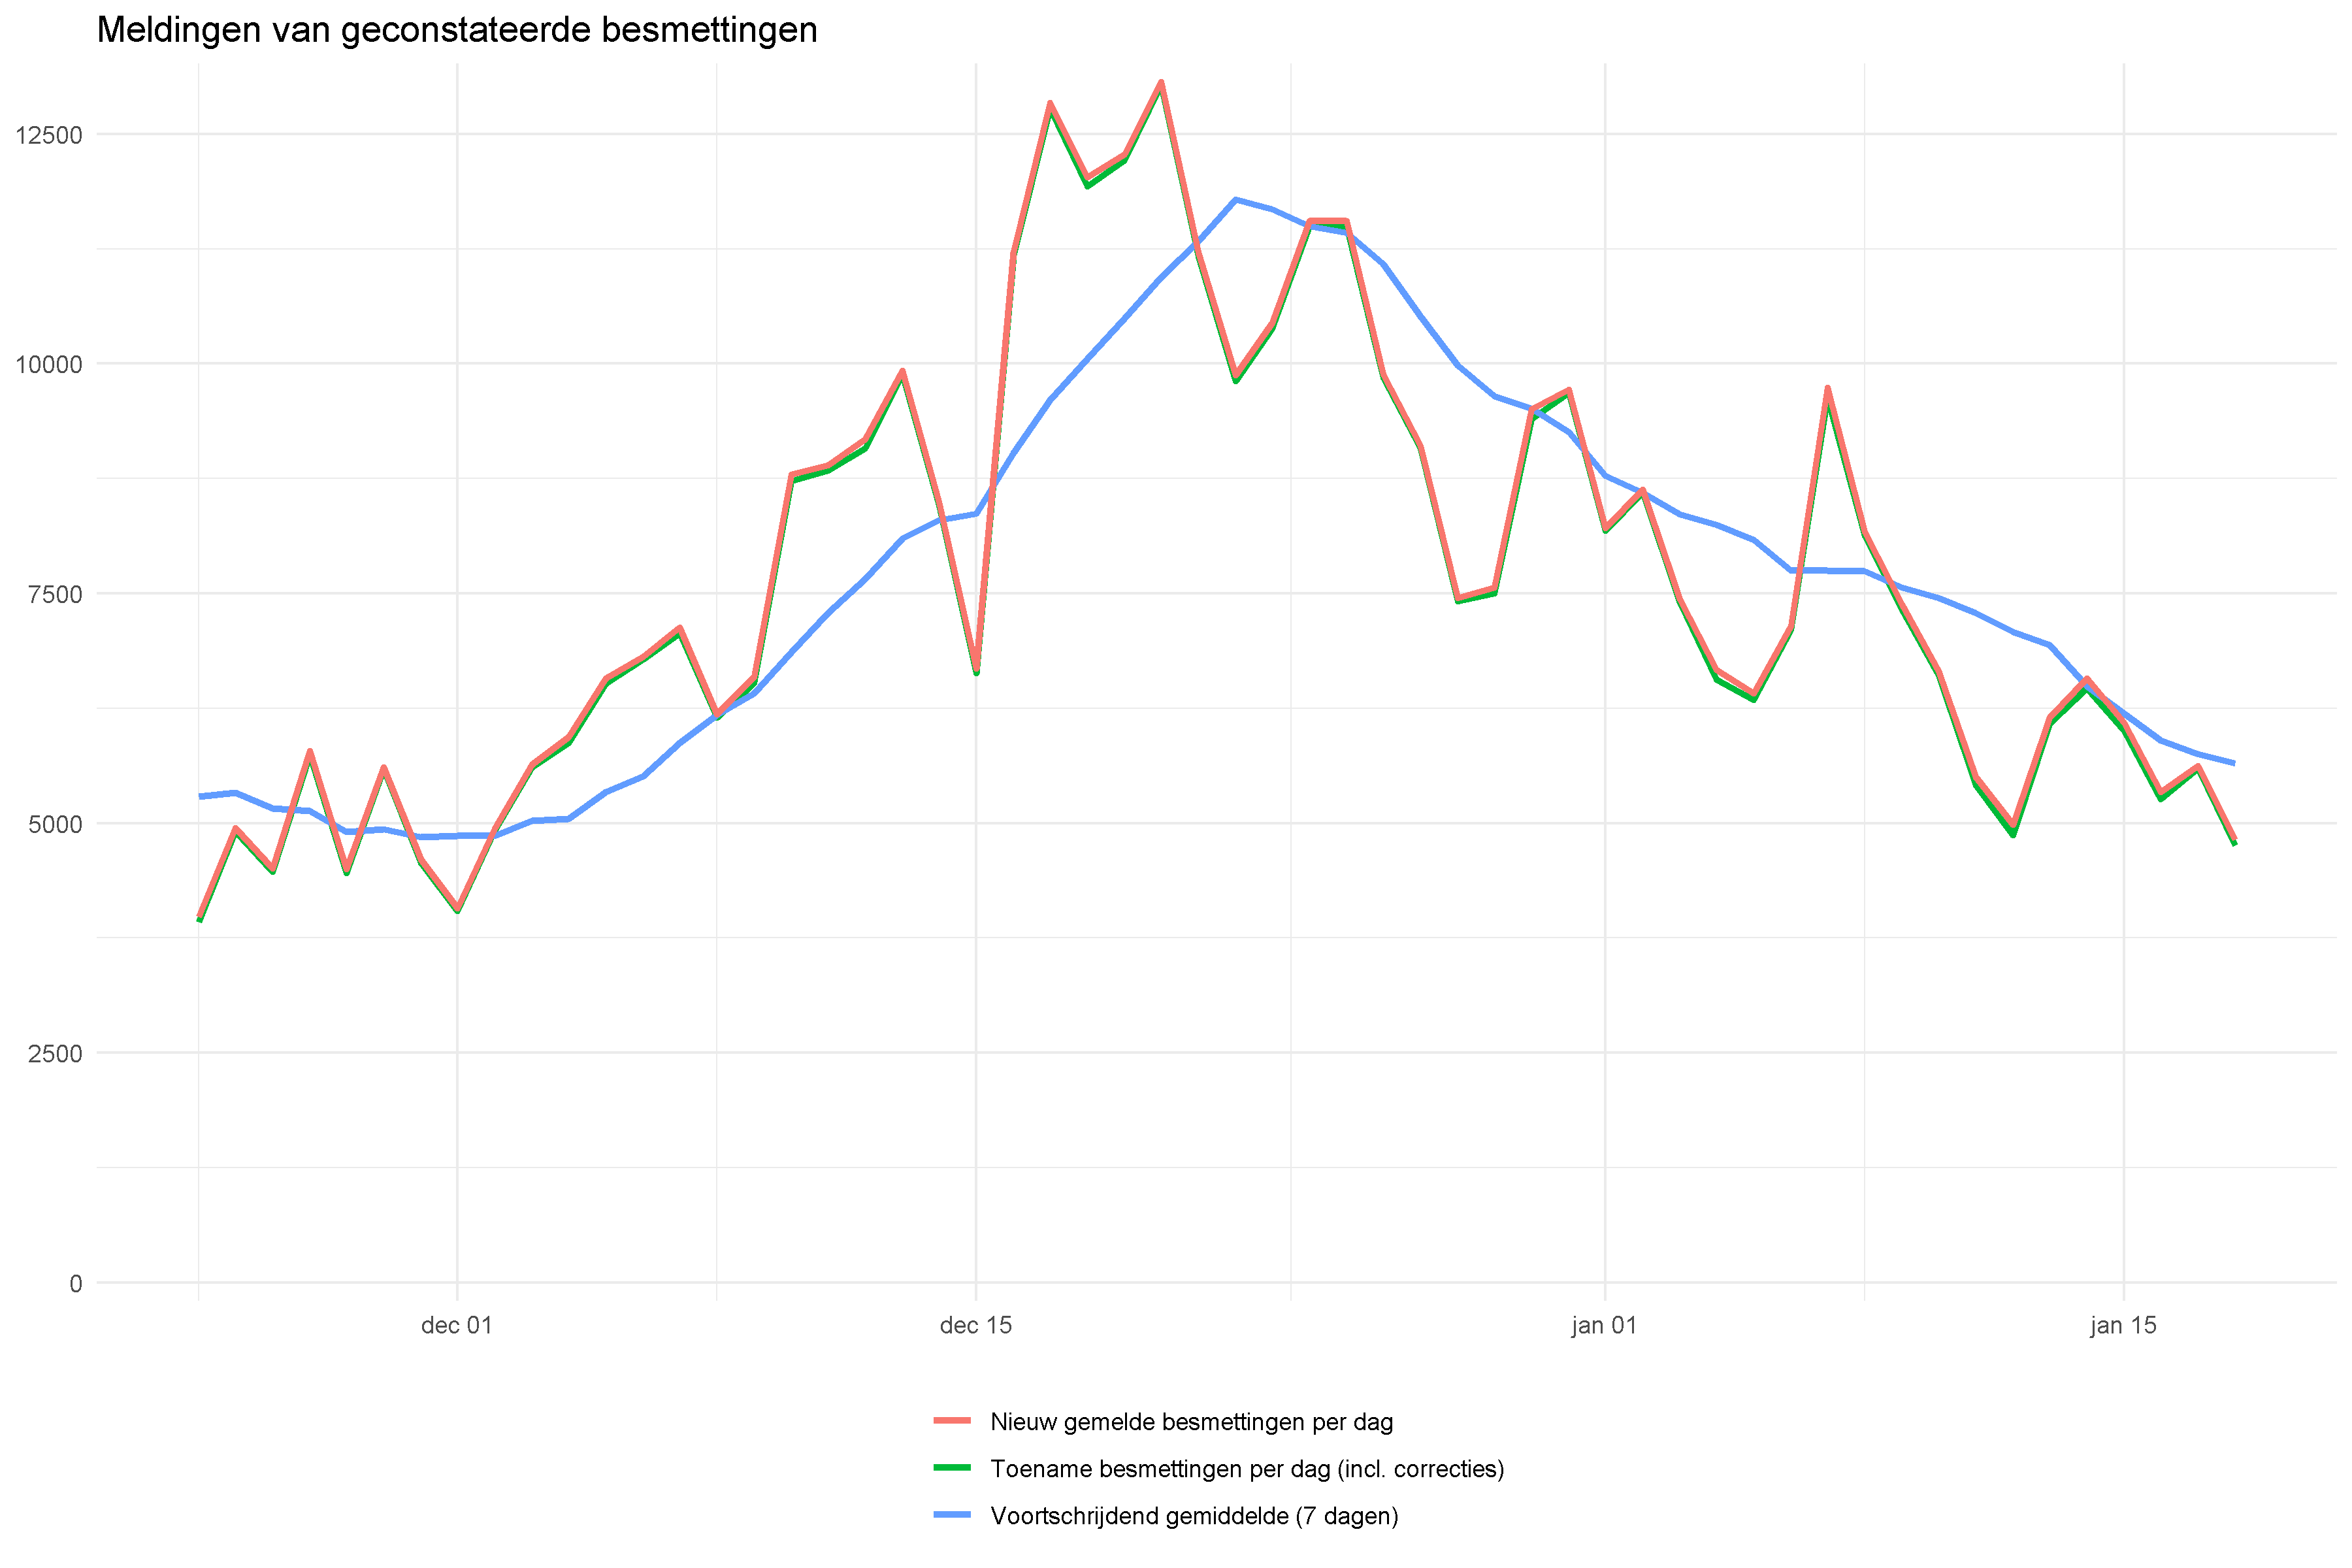 Meldingen van geconstateerde besmettingen
12500
10000
7500
5000
2500
0
dec 01
dec 15
jan 01
jan 15
Nieuw gemelde besmettingen per dag
Toename besmettingen per dag (incl. correcties)
Voortschrijdend gemiddelde (7 dagen)